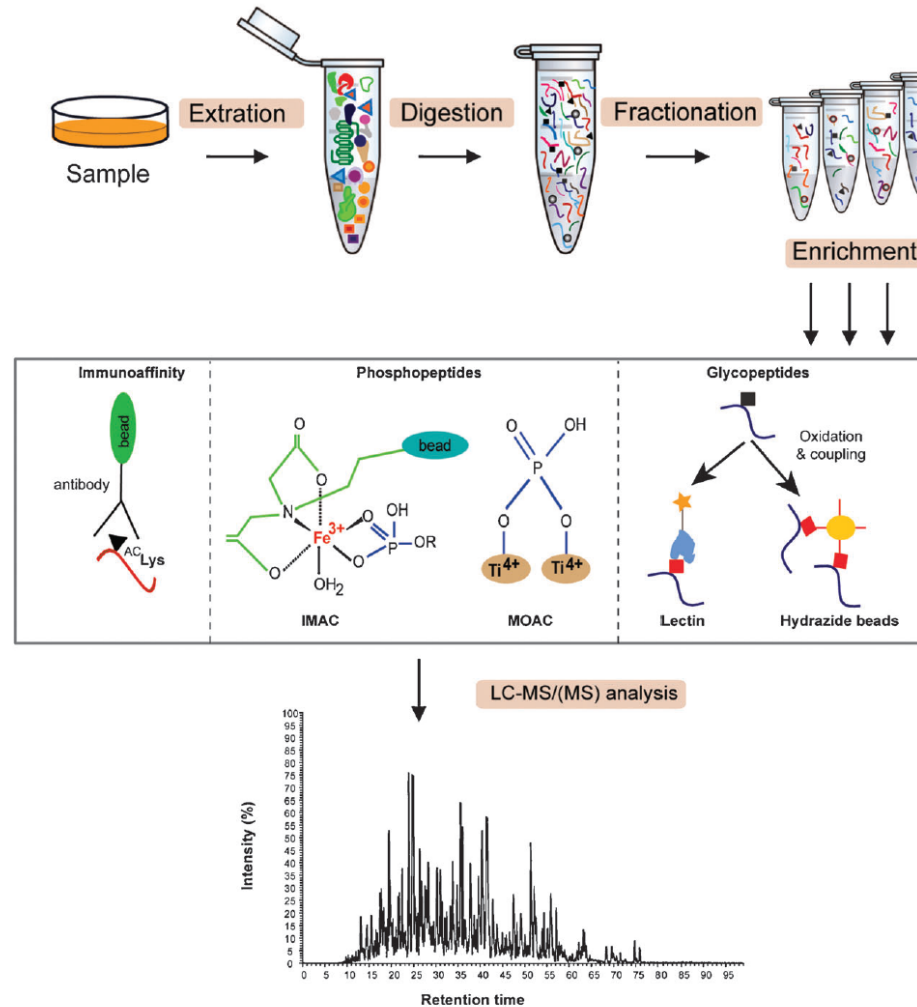 Extration
Digestion
Fractionation
Sample
Enrichment
Immunoaffinity
Phosphopeptides
Glycopeptides
bead
antibody
AC Lys
O
O
N
bead
Fe3+
O
OH
P
OR
O
O
OH2
IMAC
O
OH
P
O
O
Ti4+
Ti4+
MOAC
Oxidation
& coupling
Lectin
Hydrazide beads
LC-MS/(MS) analysis
Intensity (%)
100
95
90
85
80
75
70
65
60
55
50
45
40
35
30
25
20
15
10
5
0
0 5 10 15 20 25 30 35 40 45 50 55 60 65 70 75 80 85 90 95
Retention time